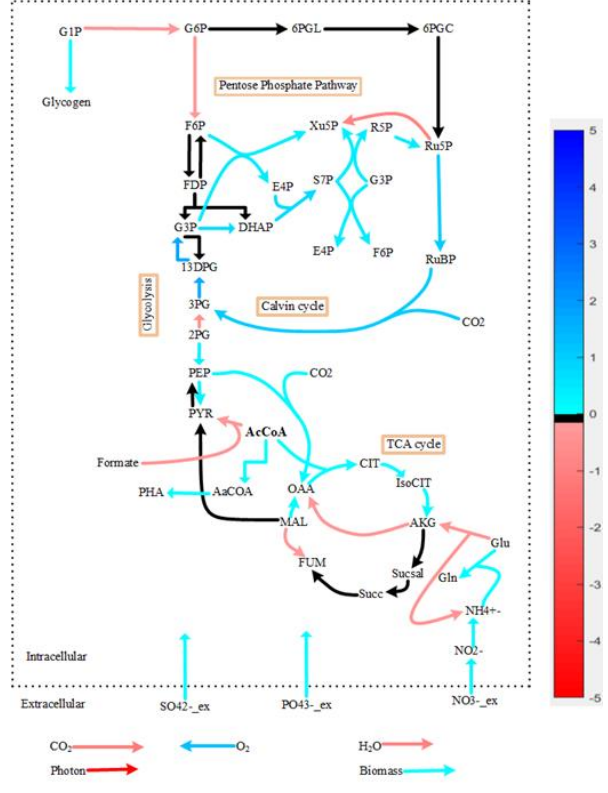 G1P G6P 6PGL 6PGC
Glycogen
Pentose Phosphate Pathway
F6P Xu5P R5P Ru5P
FDP E4P S7P G3P
G3P DHAP
E4P F6P RuBP
13DPG
Glycolysis
3PG Calvin cycle
CO2
2PG
PEP CO2
PYR
AcCoA TCA cycle
Formate CIT
PHA AaCOA OAA IsoCIT
MAL AKG Glu
FUM Sucsal Gln
Succ NH4+-
NO2-
Intracellular
Extracellular SO42-_ex PO43-_ex NO3-_ex
CO₂ O₂ H₂O
Photon Biomass
5
4
3
2
1
0
-1
-2
-3
-4
-5